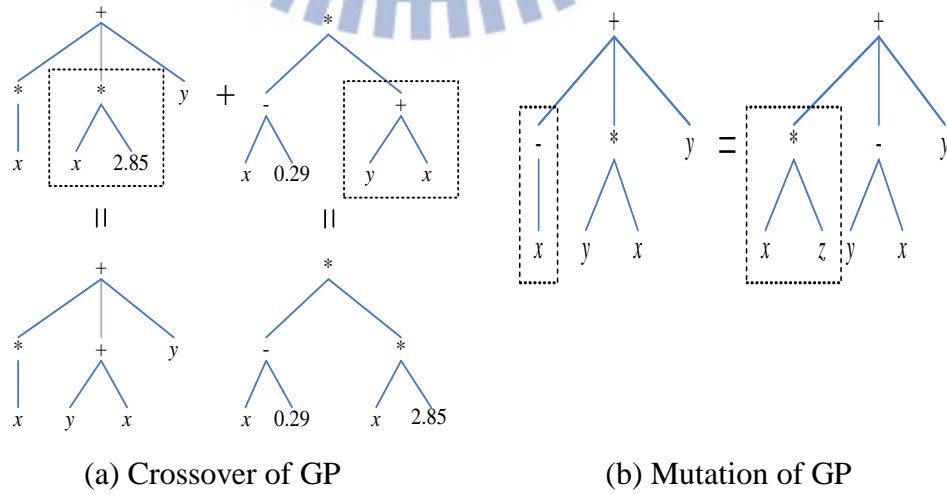 + *
* * y + - +
x x 2.85 x 0.29 y x
= =
+ *
* + y - *
x y x x 0.29 x 2.85
(a) Crossover of GP
+ +
- * y = * - y
x y x x z y x
(b) Mutation of GP